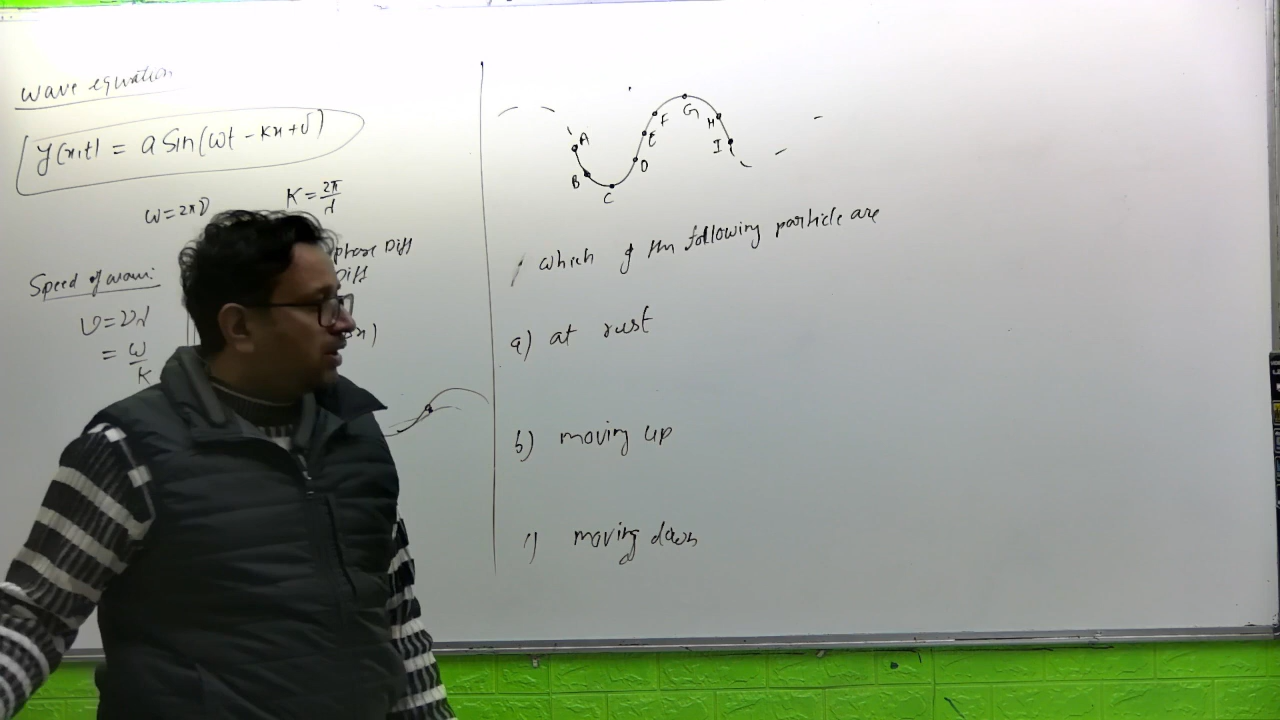 wave equation
y(x,t) = a sin(ωt - kx + δ)
ω = 2πν
K = 2π/λ
phase Diff
Diff
Speed of wave:
υ = νλ
= ω/K
A
B
C
D
E
F
G
H
I
which of the following particle are
a) at rest
b) moving up
c) moving down